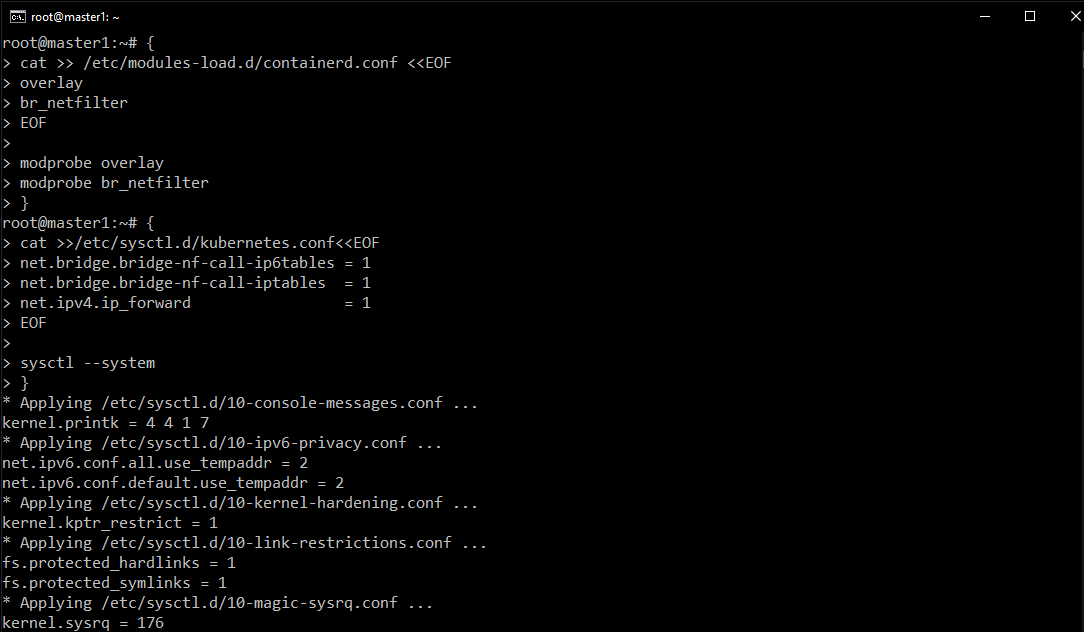 root@master1: ~
root@master1:~# {
> cat >> /etc/modules-load.d/containerd.conf <<EOF
> overlay
> br_netfilter
> EOF
>
> modprobe overlay
> modprobe br_netfilter
> }
root@master1:~# {
> cat >>/etc/sysctl.d/kubernetes.conf<<EOF
> net.bridge.bridge-nf-call-ip6tables = 1
> net.bridge.bridge-nf-call-iptables  = 1
> net.ipv4.ip_forward                 = 1
> EOF
>
> sysctl --system
> }
* Applying /etc/sysctl.d/10-console-messages.conf ...
kernel.printk = 4 4 1 7
* Applying /etc/sysctl.d/10-ipv6-privacy.conf ...
net.ipv6.conf.all.use_tempaddr = 2
net.ipv6.conf.default.use_tempaddr = 2
* Applying /etc/sysctl.d/10-kernel-hardening.conf ...
kernel.kptr_restrict = 1
* Applying /etc/sysctl.d/10-link-restrictions.conf ...
fs.protected_hardlinks = 1
fs.protected_symlinks = 1
* Applying /etc/sysctl.d/10-magic-sysrq.conf ...
kernel.sysrq = 176